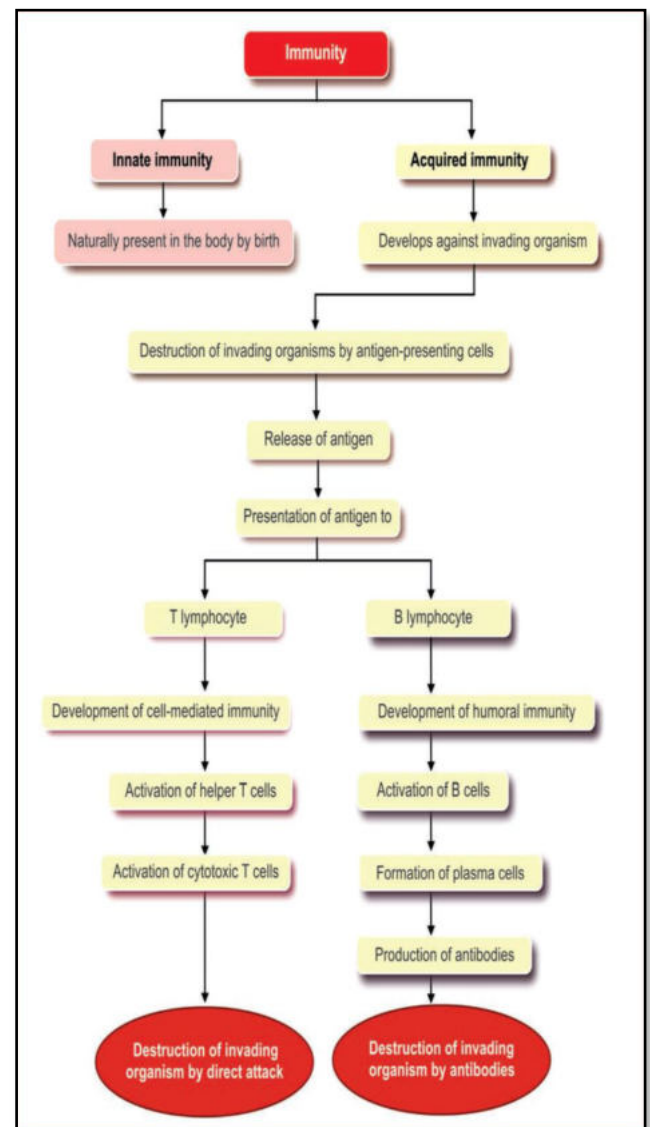 Immunity
Innate immunity
Acquired immunity
Naturally present in the body by birth
Develops against invading organism
Destruction of invading organisms by antigen-presenting cells
Release of antigen
Presentation of antigen to
T lymphocyte
B lymphocyte
Development of cell-mediated immunity
Development of humoral immunity
Activation of helper T cells
Activation of B cells
Activation of cytotoxic T cells
Formation of plasma cells
Production of antibodies
Destruction of invading
organism by direct attack
Destruction of invading
organism by antibodies